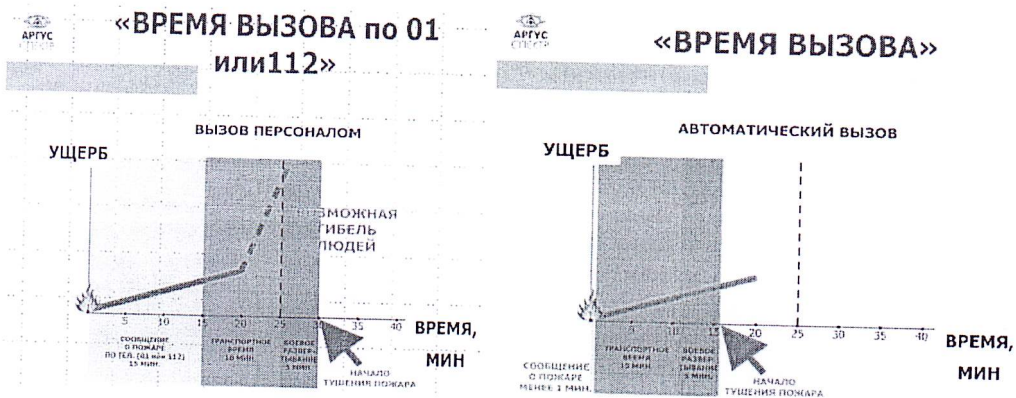 АРГУС
СПЕКТР
«ВРЕМЯ ВЫЗОВА по 01
или112»
ВЫЗОВ ПЕРСОНАЛОМ
УЩЕРБ
ЗМОЖНАЯ
ГИБЕЛЬ
ЛЮДЕЙ
5 10 15 20 25 30 35 40
ВРЕМЯ,
МИН
СООБЩЕНИЕ
О ПОЖАРЕ
ПО ТЕЛ. (01 или 112)
15 МИН.
ТРАНСПОРТНОЕ
ВРЕМЯ
10 МИН.
БОЕВОЕ
РАЗВЕР-
ТЫВАНИЕ
5 МИН.
НАЧАЛО
ТУШЕНИЯ ПОЖАРА
АРГУС
СПЕКТР
«ВРЕМЯ ВЫЗОВА»
АВТОМАТИЧЕСКИЙ ВЫЗОВ
УЩЕРБ
5 10 15 20 25 30 35 40
ВРЕМЯ,
МИН
СООБЩЕНИЕ
О ПОЖАРЕ
МЕНЕЕ 1 МИН.
ТРАНСПОРТНОЕ
ВРЕМЯ
10 МИН.
БОЕВОЕ
РАЗВЕР-
ТЫВАНИЕ
5 МИН.
НАЧАЛО
ТУШЕНИЯ ПОЖАРА